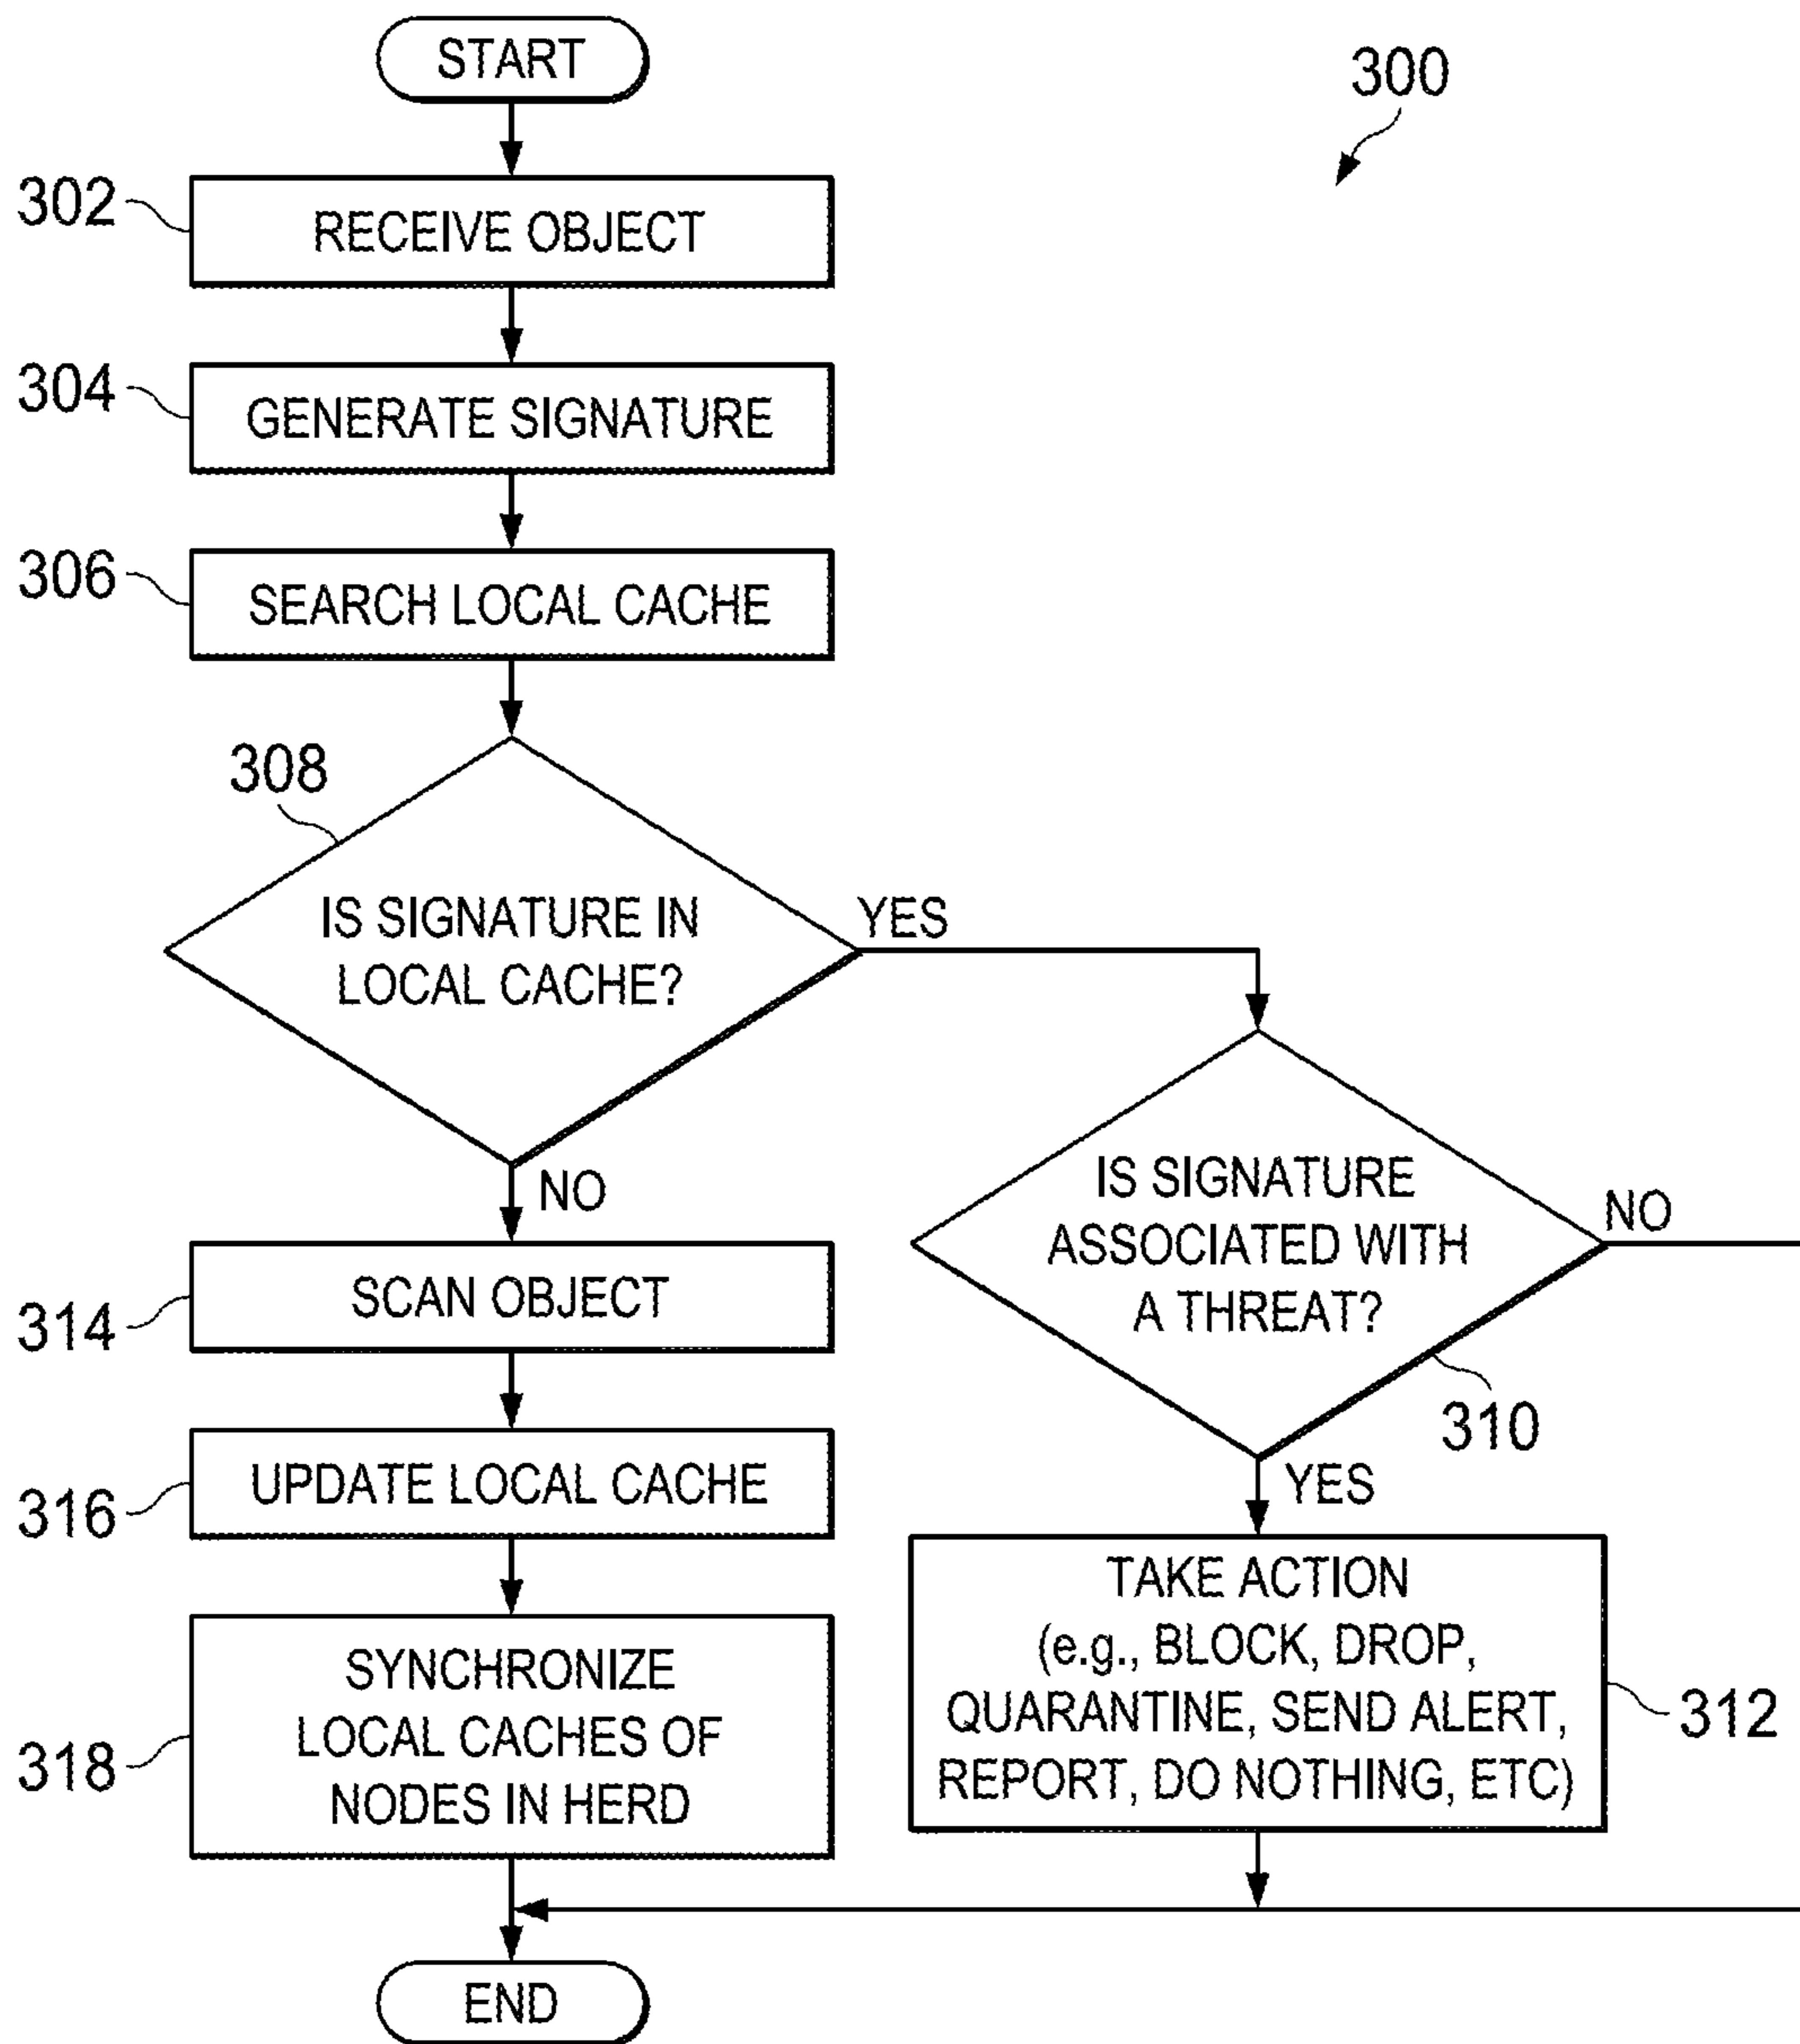 START
300
302
RECEIVE OBJECT
304
GENERATE SIGNATURE
306
SEARCH LOCAL CACHE
308
IS SIGNATURE IN
LOCAL CACHE?
YES
NO
IS SIGNATURE
ASSOCIATED WITH
A THREAT?
NO
310
YES
314
SCAN OBJECT
316
UPDATE LOCAL CACHE
318
SYNCHRONIZE
LOCAL CACHES OF
NODES IN HERD
TAKE ACTION
(e.g., BLOCK, DROP,
QUARANTINE, SEND ALERT,
REPORT, DO NOTHING, ETC)
312
END